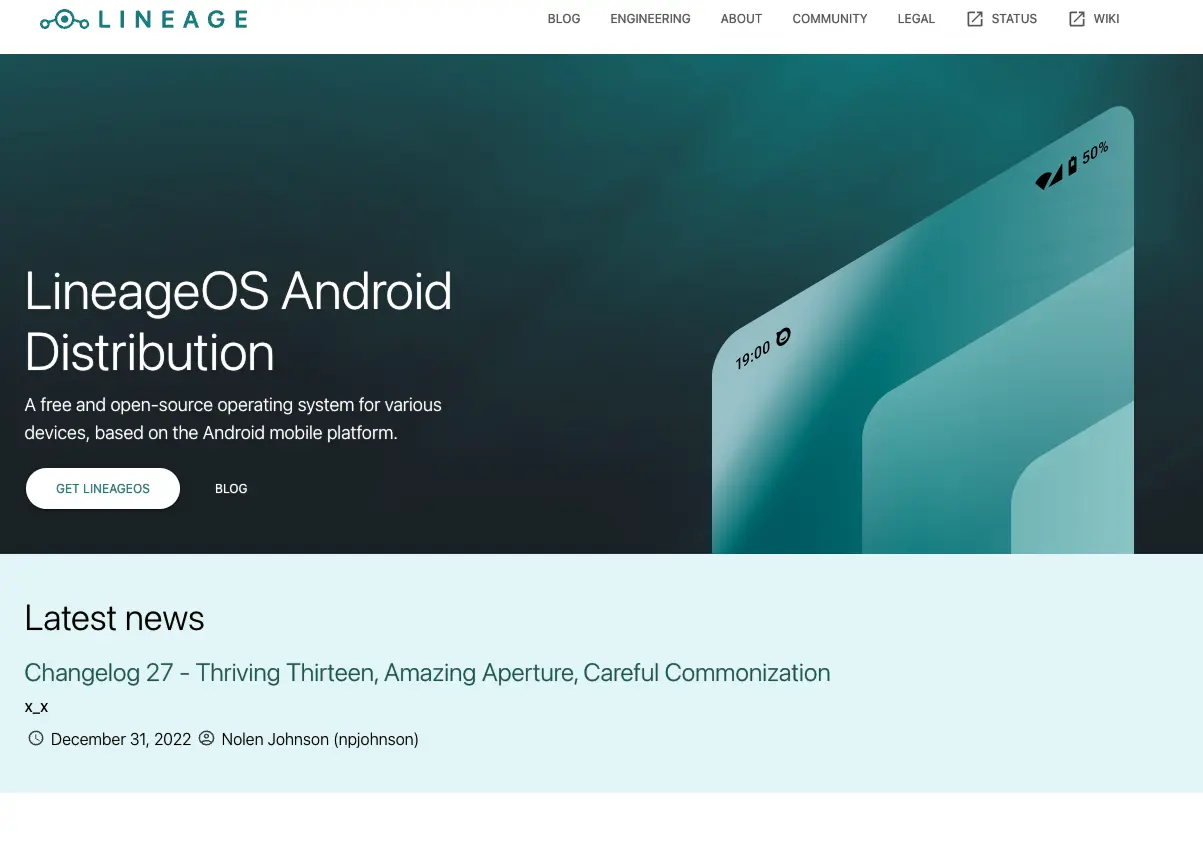 LINEAGE
BLOG ENGINEERING ABOUT COMMUNITY LEGAL STATUS WIKI
50%
19:00
LineageOS Android
Distribution
A free and open-source operating system for various
devices, based on the Android mobile platform.
GET LINEAGEOS BLOG
Latest news
Changelog 27 - Thriving Thirteen, Amazing Aperture, Careful Commonization
x_x
December 31, 2022 Nolen Johnson (npjohnson)